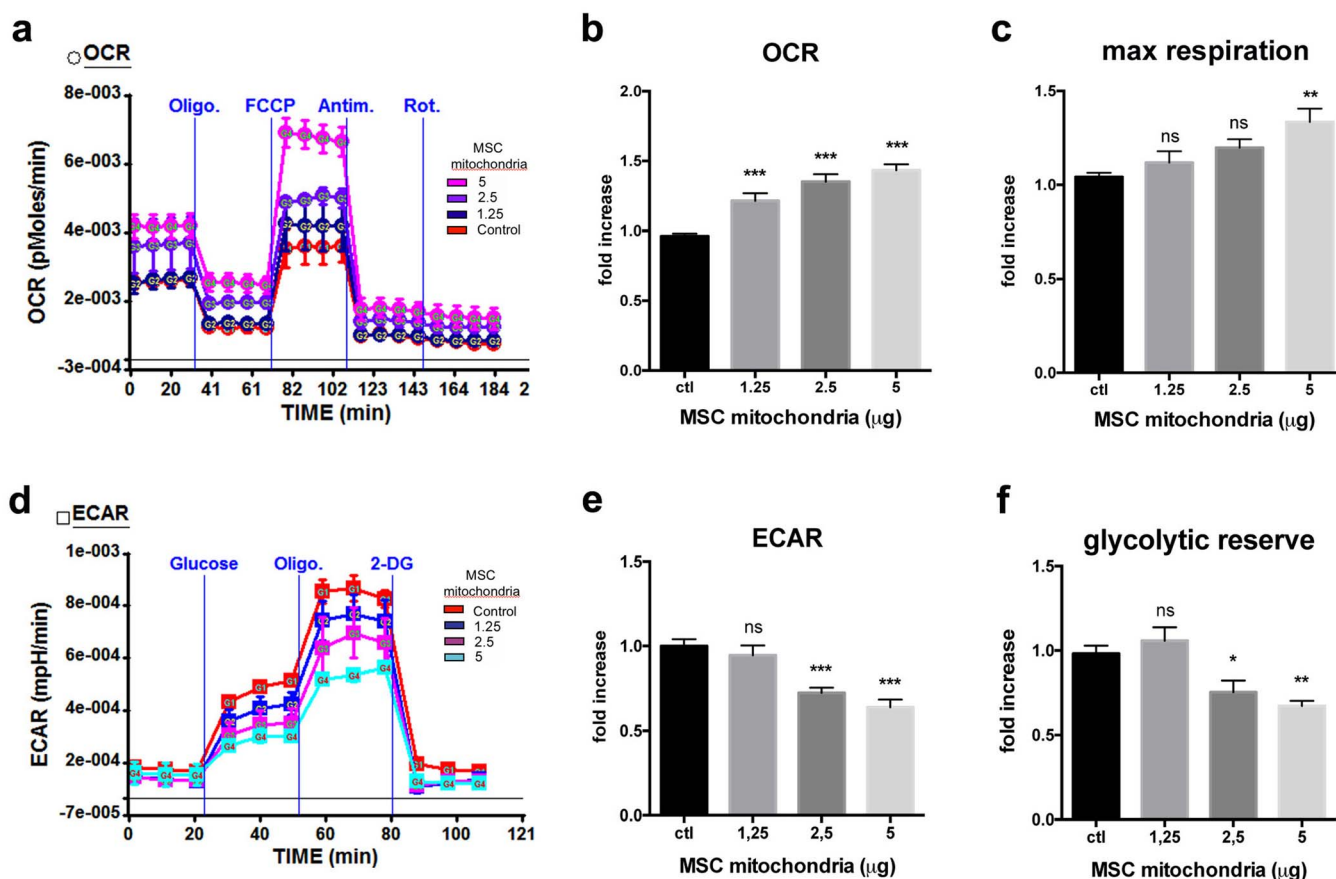 a
OCR
8e-003
6e-003
4e-003
2e-003
-3e-004
OCR (pMoles/min)
Oligo. FCCP Antim. Rot.
MSC
mitochondria
5
2.5
1.25
Control
0 20 41 61 82 102 123 143 164 184 2
TIME (min)
b
OCR
fold increase
2.0
1.5
1.0
0.5
0.0
*** *** ***
ctl 1.25 2.5 5
MSC mitochondria (μg)
c
max respiration
fold increase
1.5
1.0
0.5
0.0
ns ns **
ctl 1.25 2.5 5
MSC mitochondria (μg)
d
ECAR
1e-003
8e-004
6e-004
4e-004
2e-004
-7e-005
ECAR (mpH/min)
Glucose Oligo. 2-DG
MSC
mitochondria
Control
1.25
2.5
5
0 20 40 60 80 100 121
TIME (min)
e
ECAR
fold increase
1.5
1.0
0.5
0.0
ns *** ***
ctl 1,25 2,5 5
MSC mitochondria (μg)
f
glycolytic reserve
fold increase
1.5
1.0
0.5
0.0
ns * **
ctl 1,25 2,5 5
MSC mitochondria (μg)